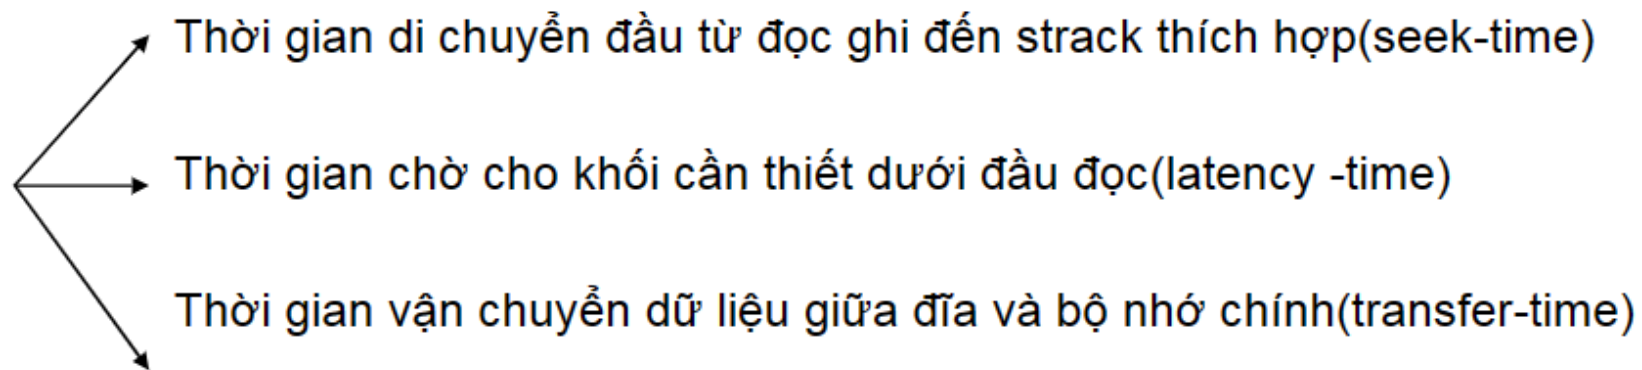 Thời gian di chuyển đầu từ đọc ghi đến strack thích hợp(seek-time)
Thời gian chờ cho khối cần thiết dưới đầu đọc(latency -time)
Thời gian vận chuyển dữ liệu giữa đĩa và bộ nhớ chính(transfer-time)